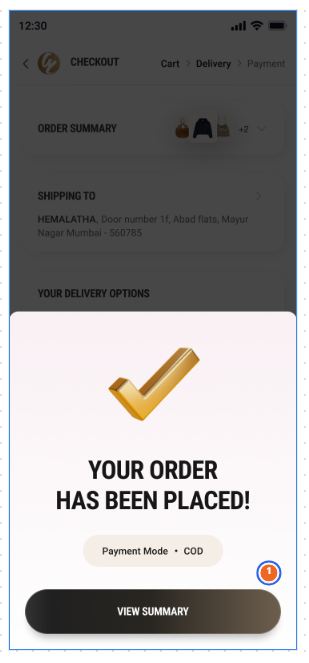 12:30
CHECKOUT
Cart > Delivery > Payment
ORDER SUMMARY
+2
SHIPPING TO
HEMALATHA, Door number 1f, Abad flats, Mayur
Nagar Mumbai - 560785
YOUR DELIVERY OPTIONS
YOUR ORDER
HAS BEEN PLACED!
Payment Mode • COD
1
VIEW SUMMARY